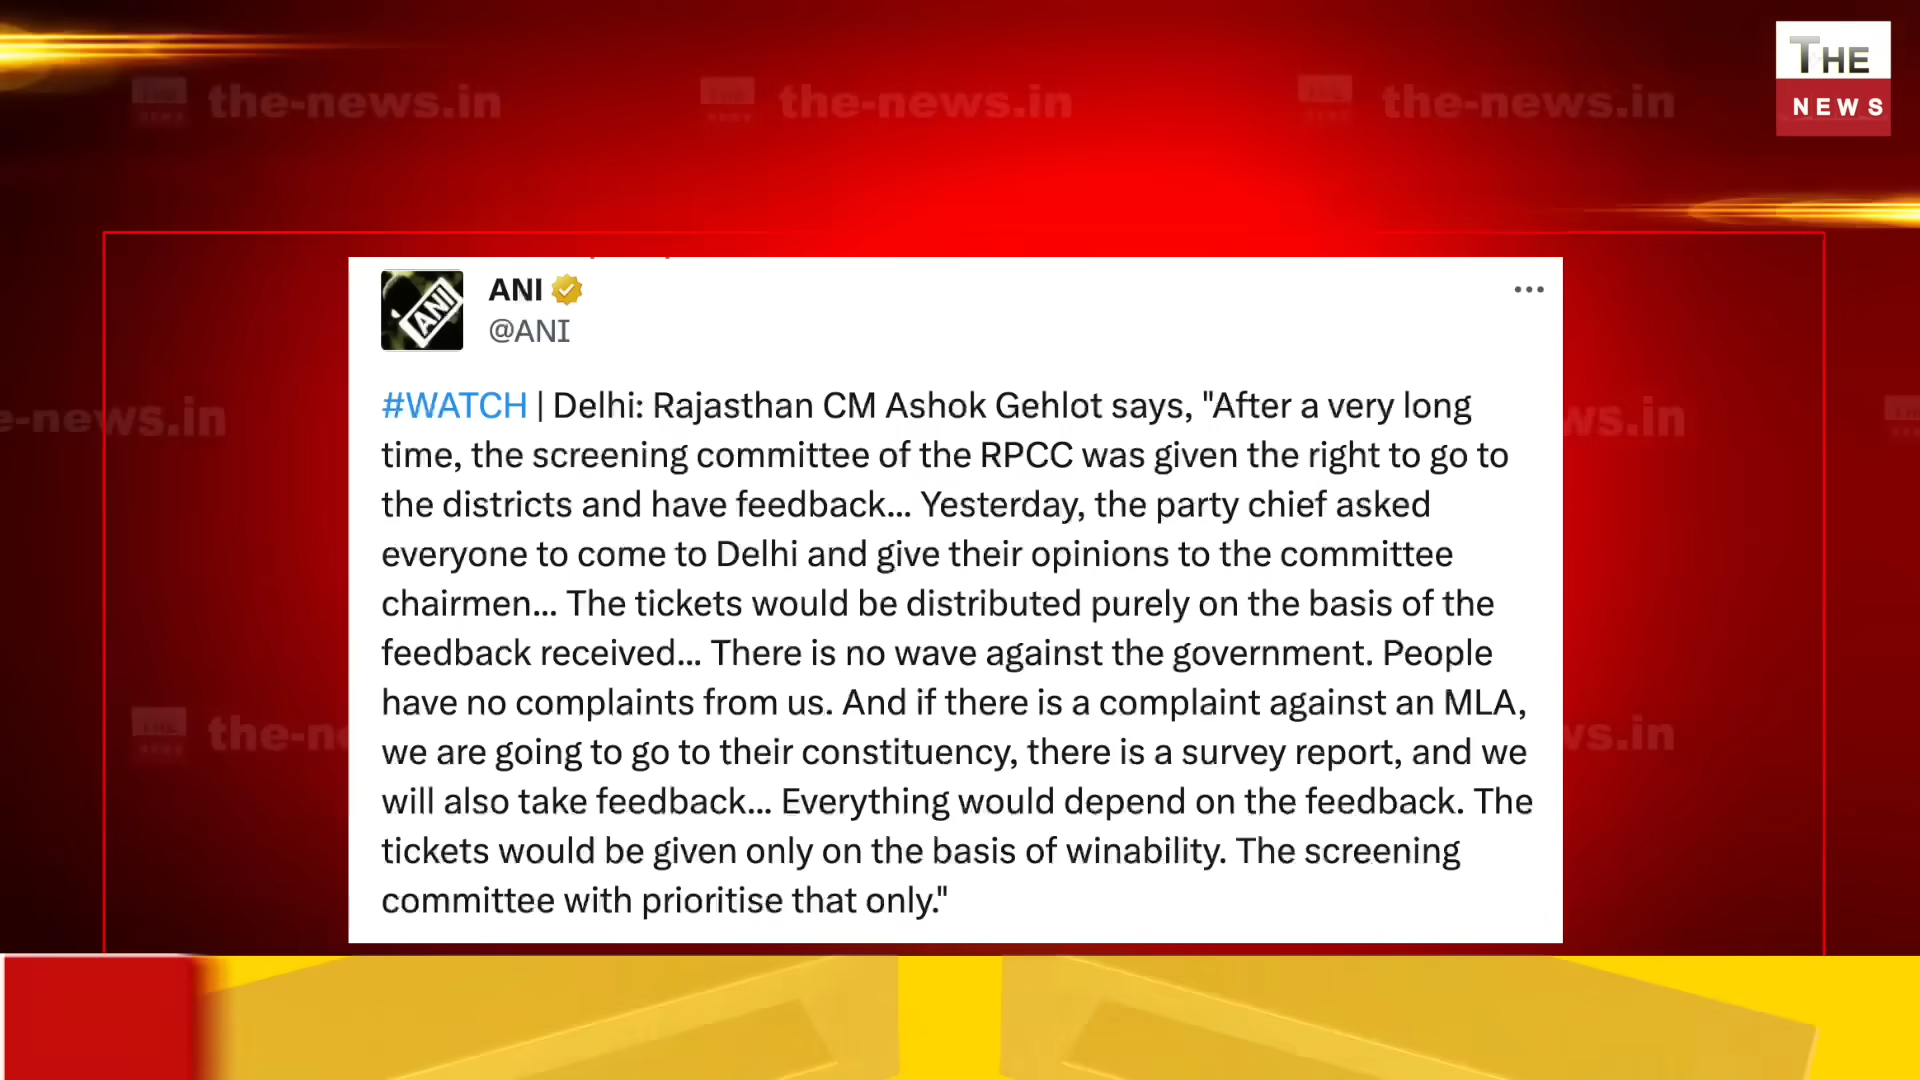 the-news.in
the-news.in
the-news.in
THE
NEWS
ANI
@ANI
#WATCH | Delhi: Rajasthan CM Ashok Gehlot says, "After a very long
time, the screening committee of the RPCC was given the right to go to
the districts and have feedback... Yesterday, the party chief asked
everyone to come to Delhi and give their opinions to the committee
chairmen... The tickets would be distributed purely on the basis of the
feedback received... There is no wave against the government. People
have no complaints from us. And if there is a complaint against an MLA,
we are going to go to their constituency, there is a survey report, and we
will also take feedback... Everything would depend on the feedback. The
tickets would be given only on the basis of winability. The screening
committee with prioritise that only."